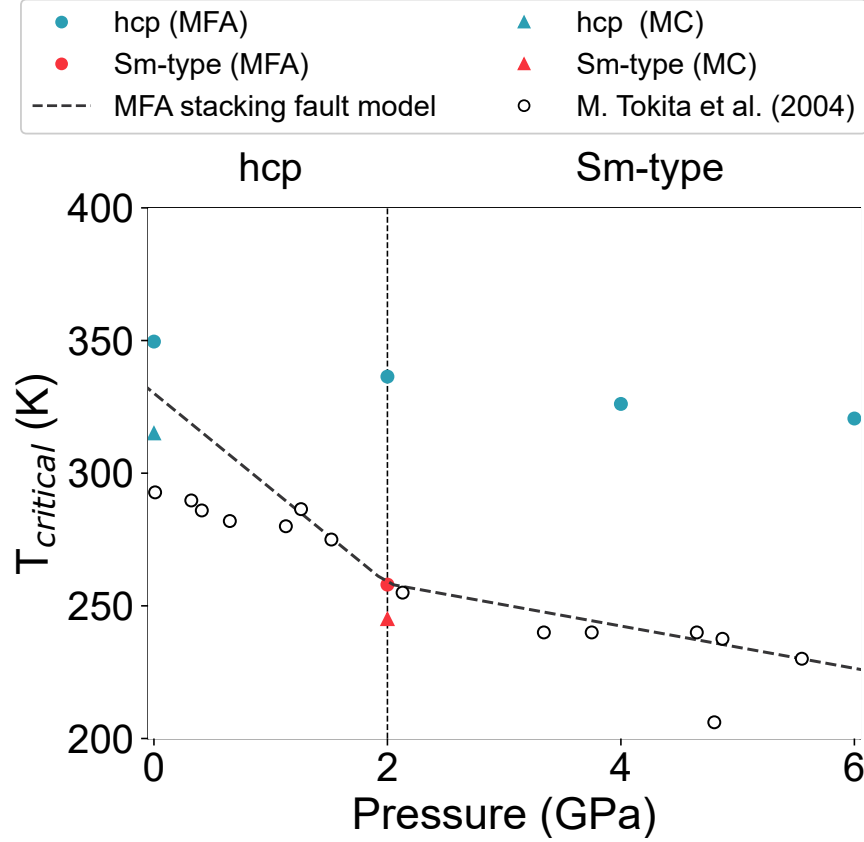 hcp (MFA)
hcp (MC)
Sm-type (MFA)
Sm-type (MC)
MFA stacking fault model
M. Tokita et al. (2004)
hcp
Sm-type
400
350
300
250
200
T_critical (K)
0
2
4
6
Pressure (GPa)